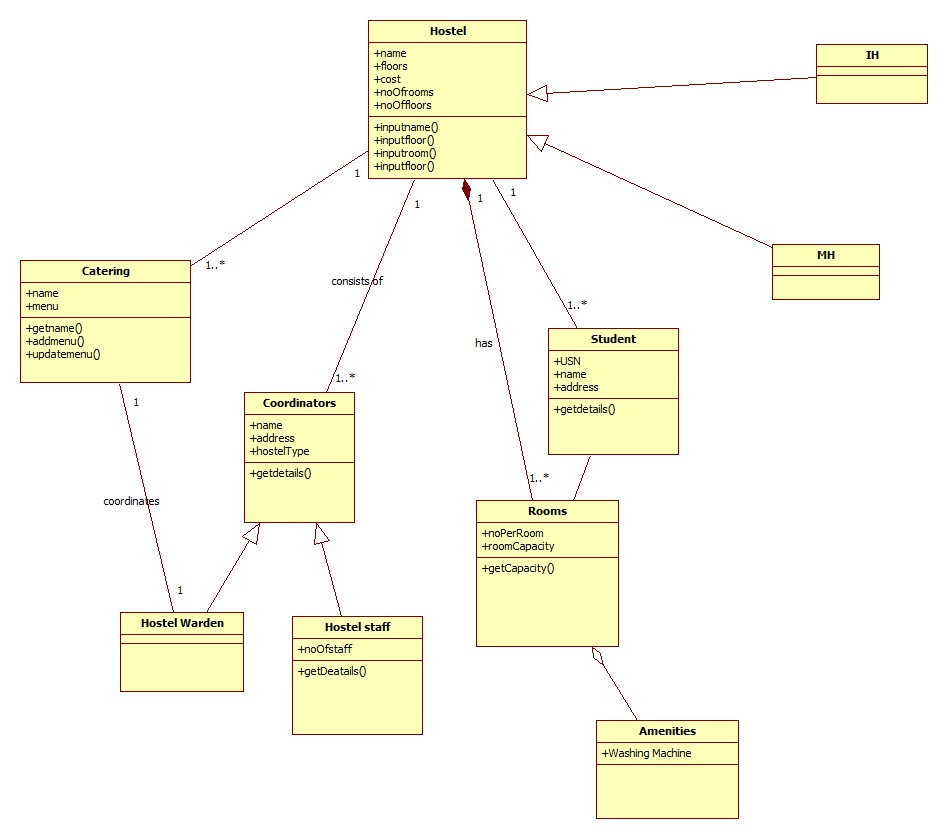 Hostel
+name
+floors
+cost
+noOfrooms
+noOffloors
+inputname()
+inputfloor()
+inputroom()
+inputfloor()
IH
MH
1
1
1
1
1..*
consists of
1..*
has
1..*
Catering
+name
+menu
+getname()
+addmenu()
+updatemenu()
Student
+USN
+name
+address
+getdetails()
1..*
1
Coordinators
+name
+address
+hostelType
+getdetails()
coordinates
1
Rooms
+noPerRoom
+roomCapacity
+getCapacity()
Hostel Warden
Hostel staff
+noOfstaff
+getDeatails()
Amenities
+Washing Machine